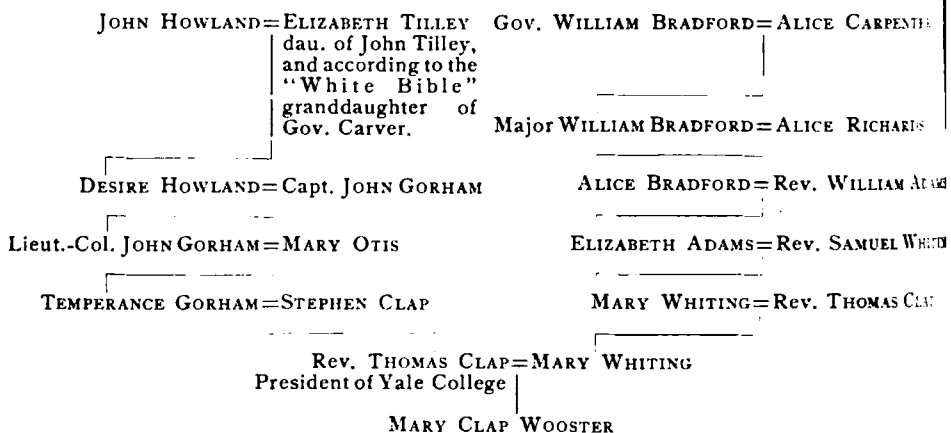 JOHN HOWLAND=ELIZABETH TILLEY
dau. of John Tilley,
and according to the
"White Bible"
granddaughter of
Gov. Carver.
Gov. WILLIAM BRADFORD=ALICE
Major WILLIAM BRADFORD=ALICE RICHARDS
DESIRE HOWLAND=Capt. JOHN GORHAM
ALICE BRADFORD=Rev. WILLIAM ADAMS
Lieut.-Col. JOHN GORHAM=MARY OTIS
ELIZABETH ADAMS=Rev. SAMUEL
TEMPERANCE GORHAM=STEPHEN CLAP
MARY WHITING=Rev. THOMAS
Rev. THOMAS CLAP=MARY WHITING
President of Yale College
MARY CLAP WOOSTER